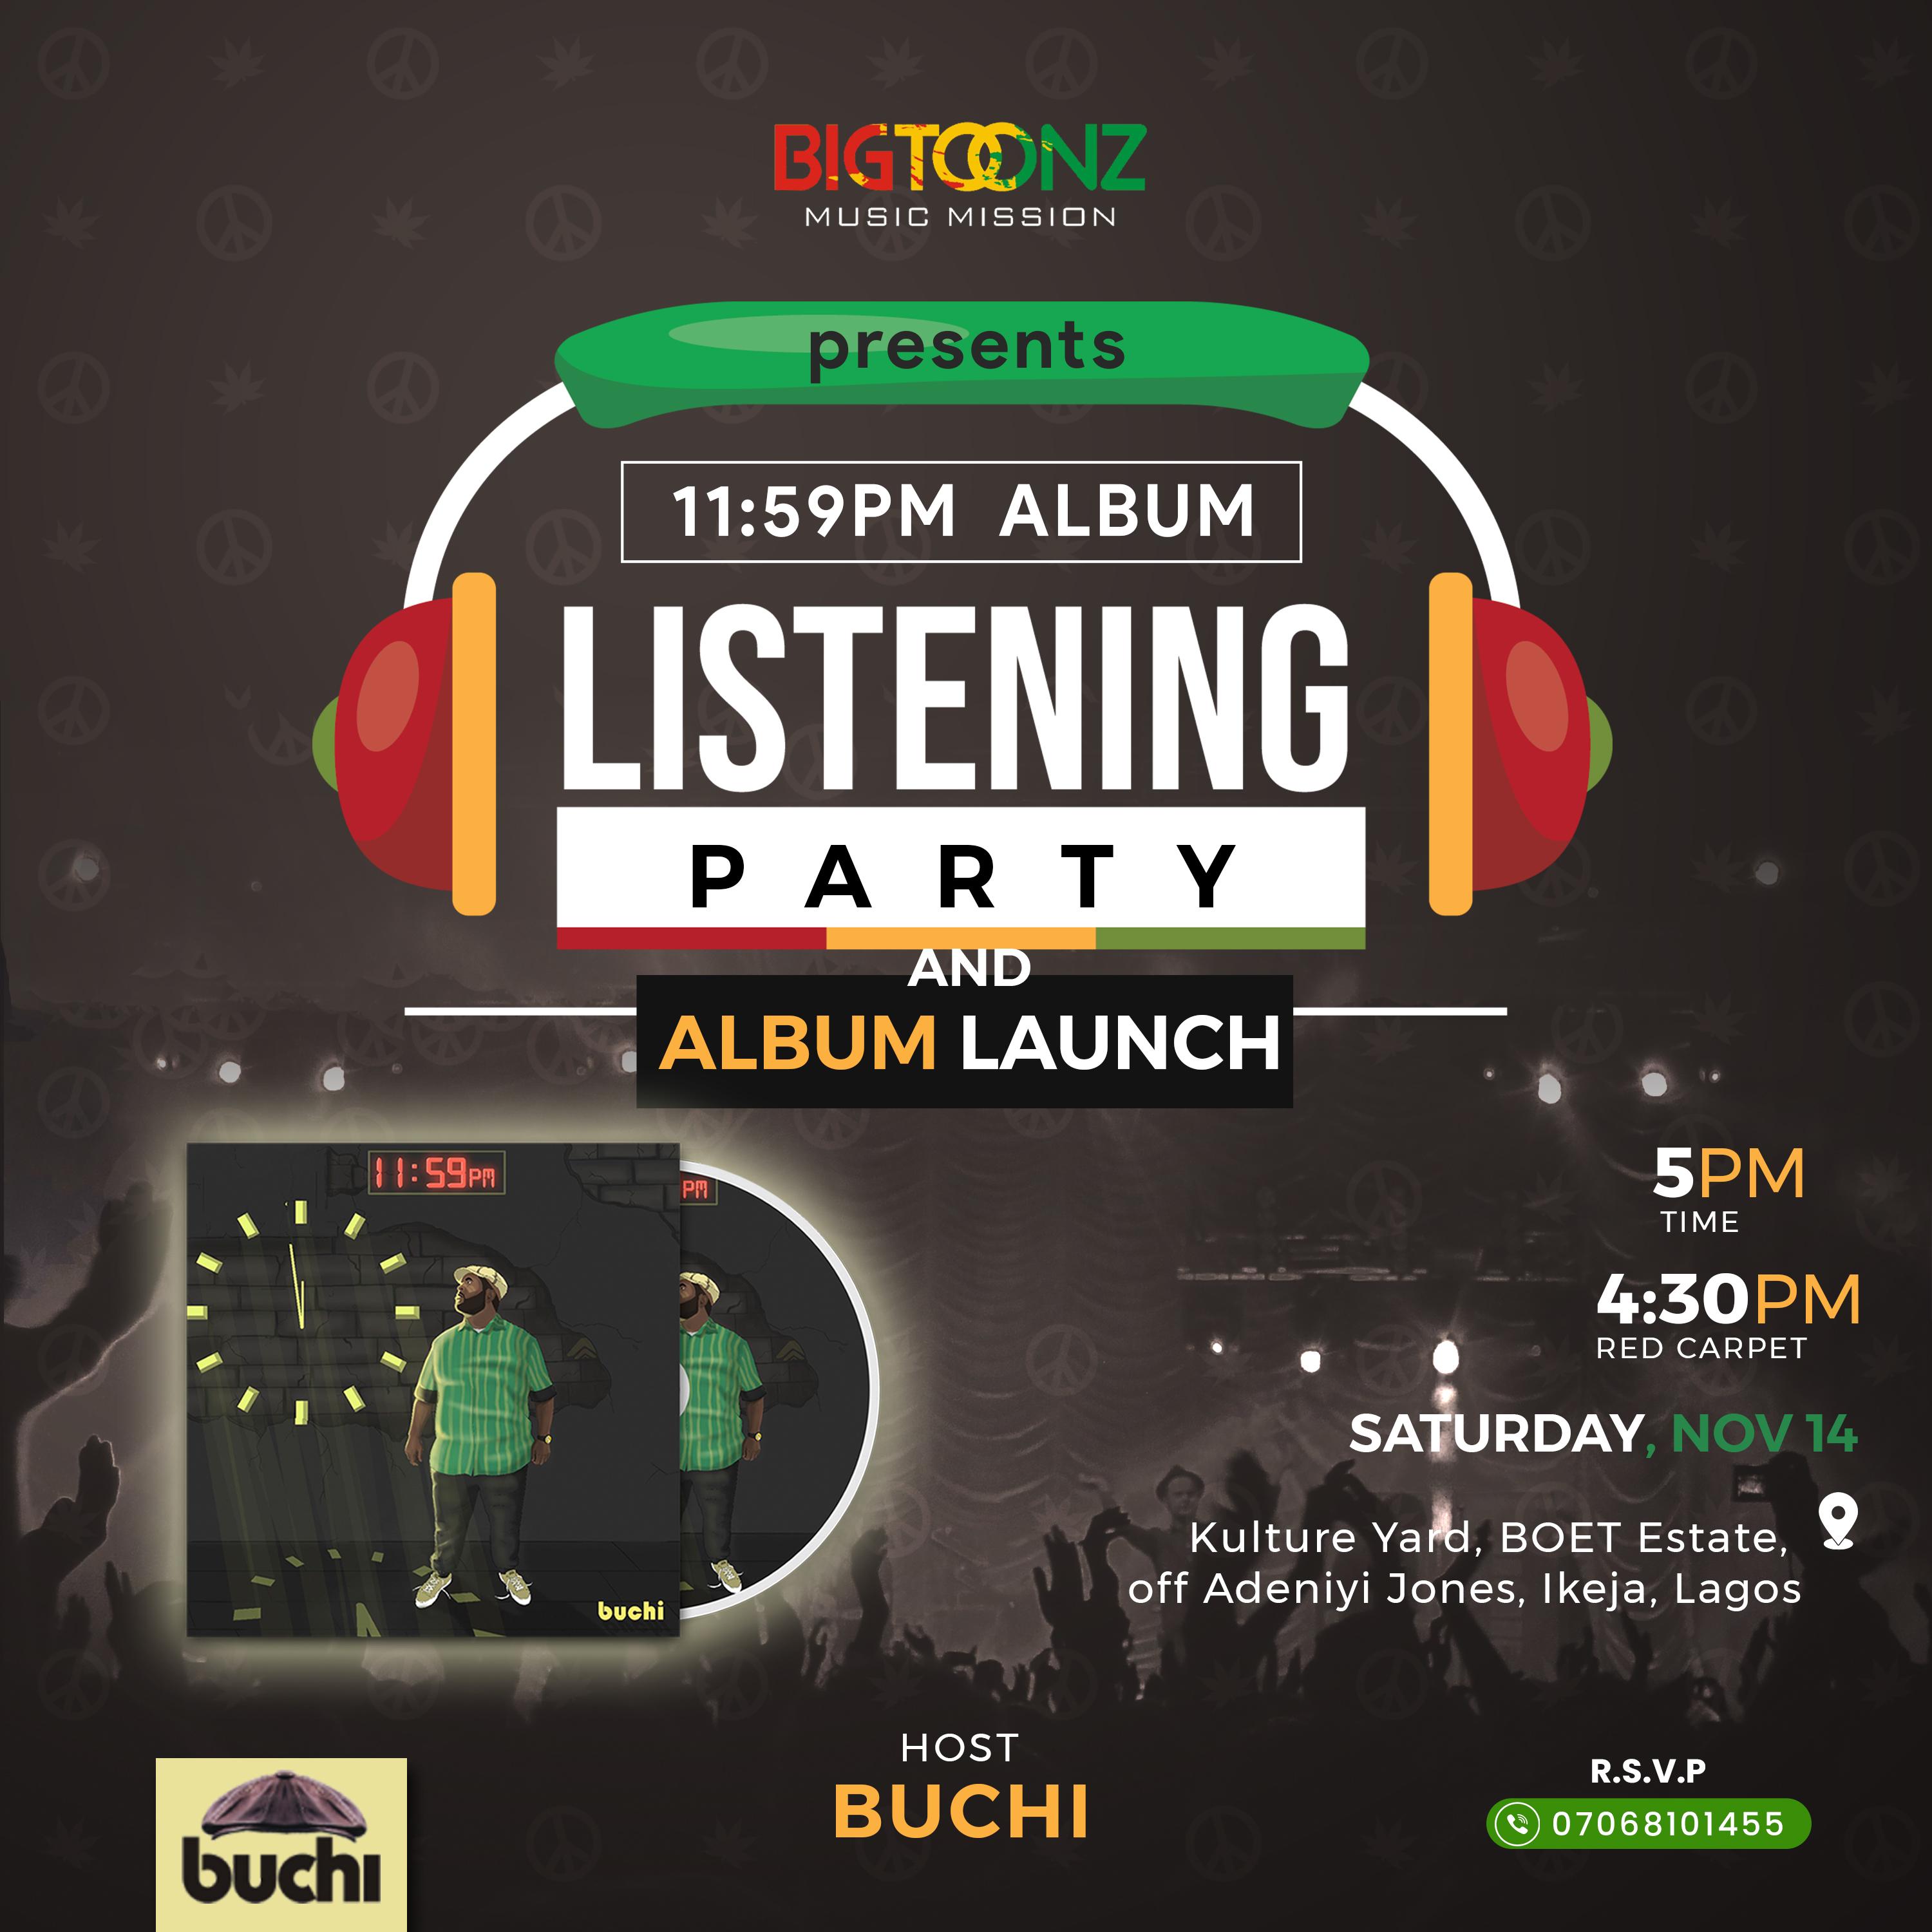 BIGTOONZ
MUSIC MISSION
presents
11:59PM ALBUM
LISTENING
PARTY
AND
ALBUM LAUNCH
11:59PM
PM
buchi
5PM
TIME
4:30PM
RED CARPET
SATURDAY, NOV 14
Kulture Yard, BOET Estate,
off Adeniyi Jones, Ikeja, Lagos
buchi
HOST
BUCHI
R.S.V.P
07068101455